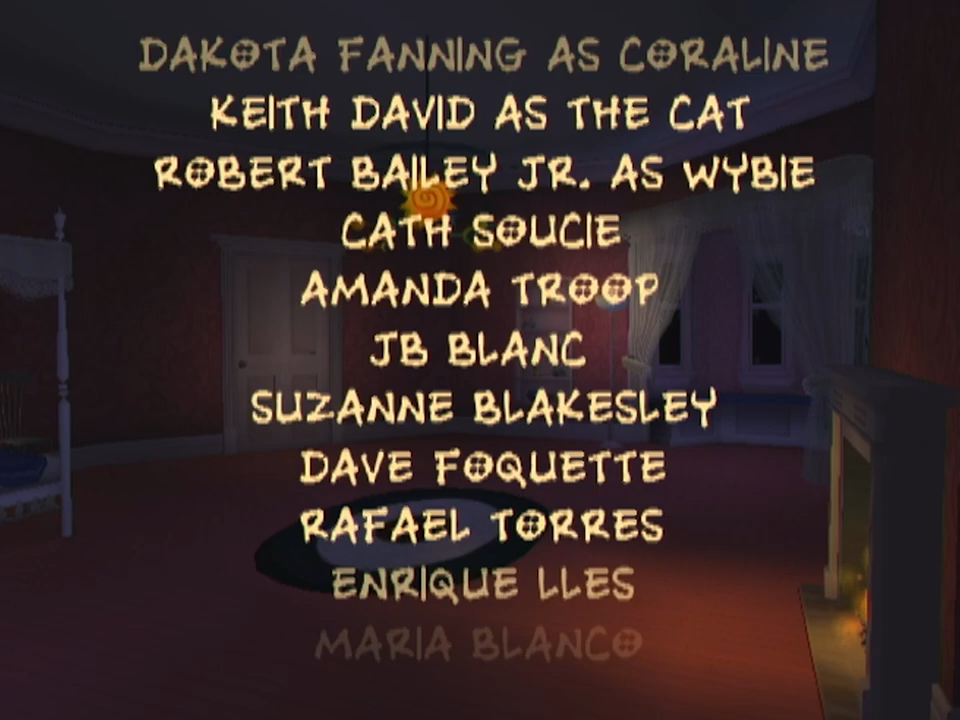 DAKOTA FANNING AS CORALINE
KEITH DAVID AS THE CAT
ROBERT BAILEY JR. AS WYBIE
CATH SOUCIE
AMANDA TROOP
JB BLANC
SUZANNE BLAKESLEY
DAVE FOQUETTE
RAFAEL TORRES
ENRIQUE LLES
MARIA BLANCO